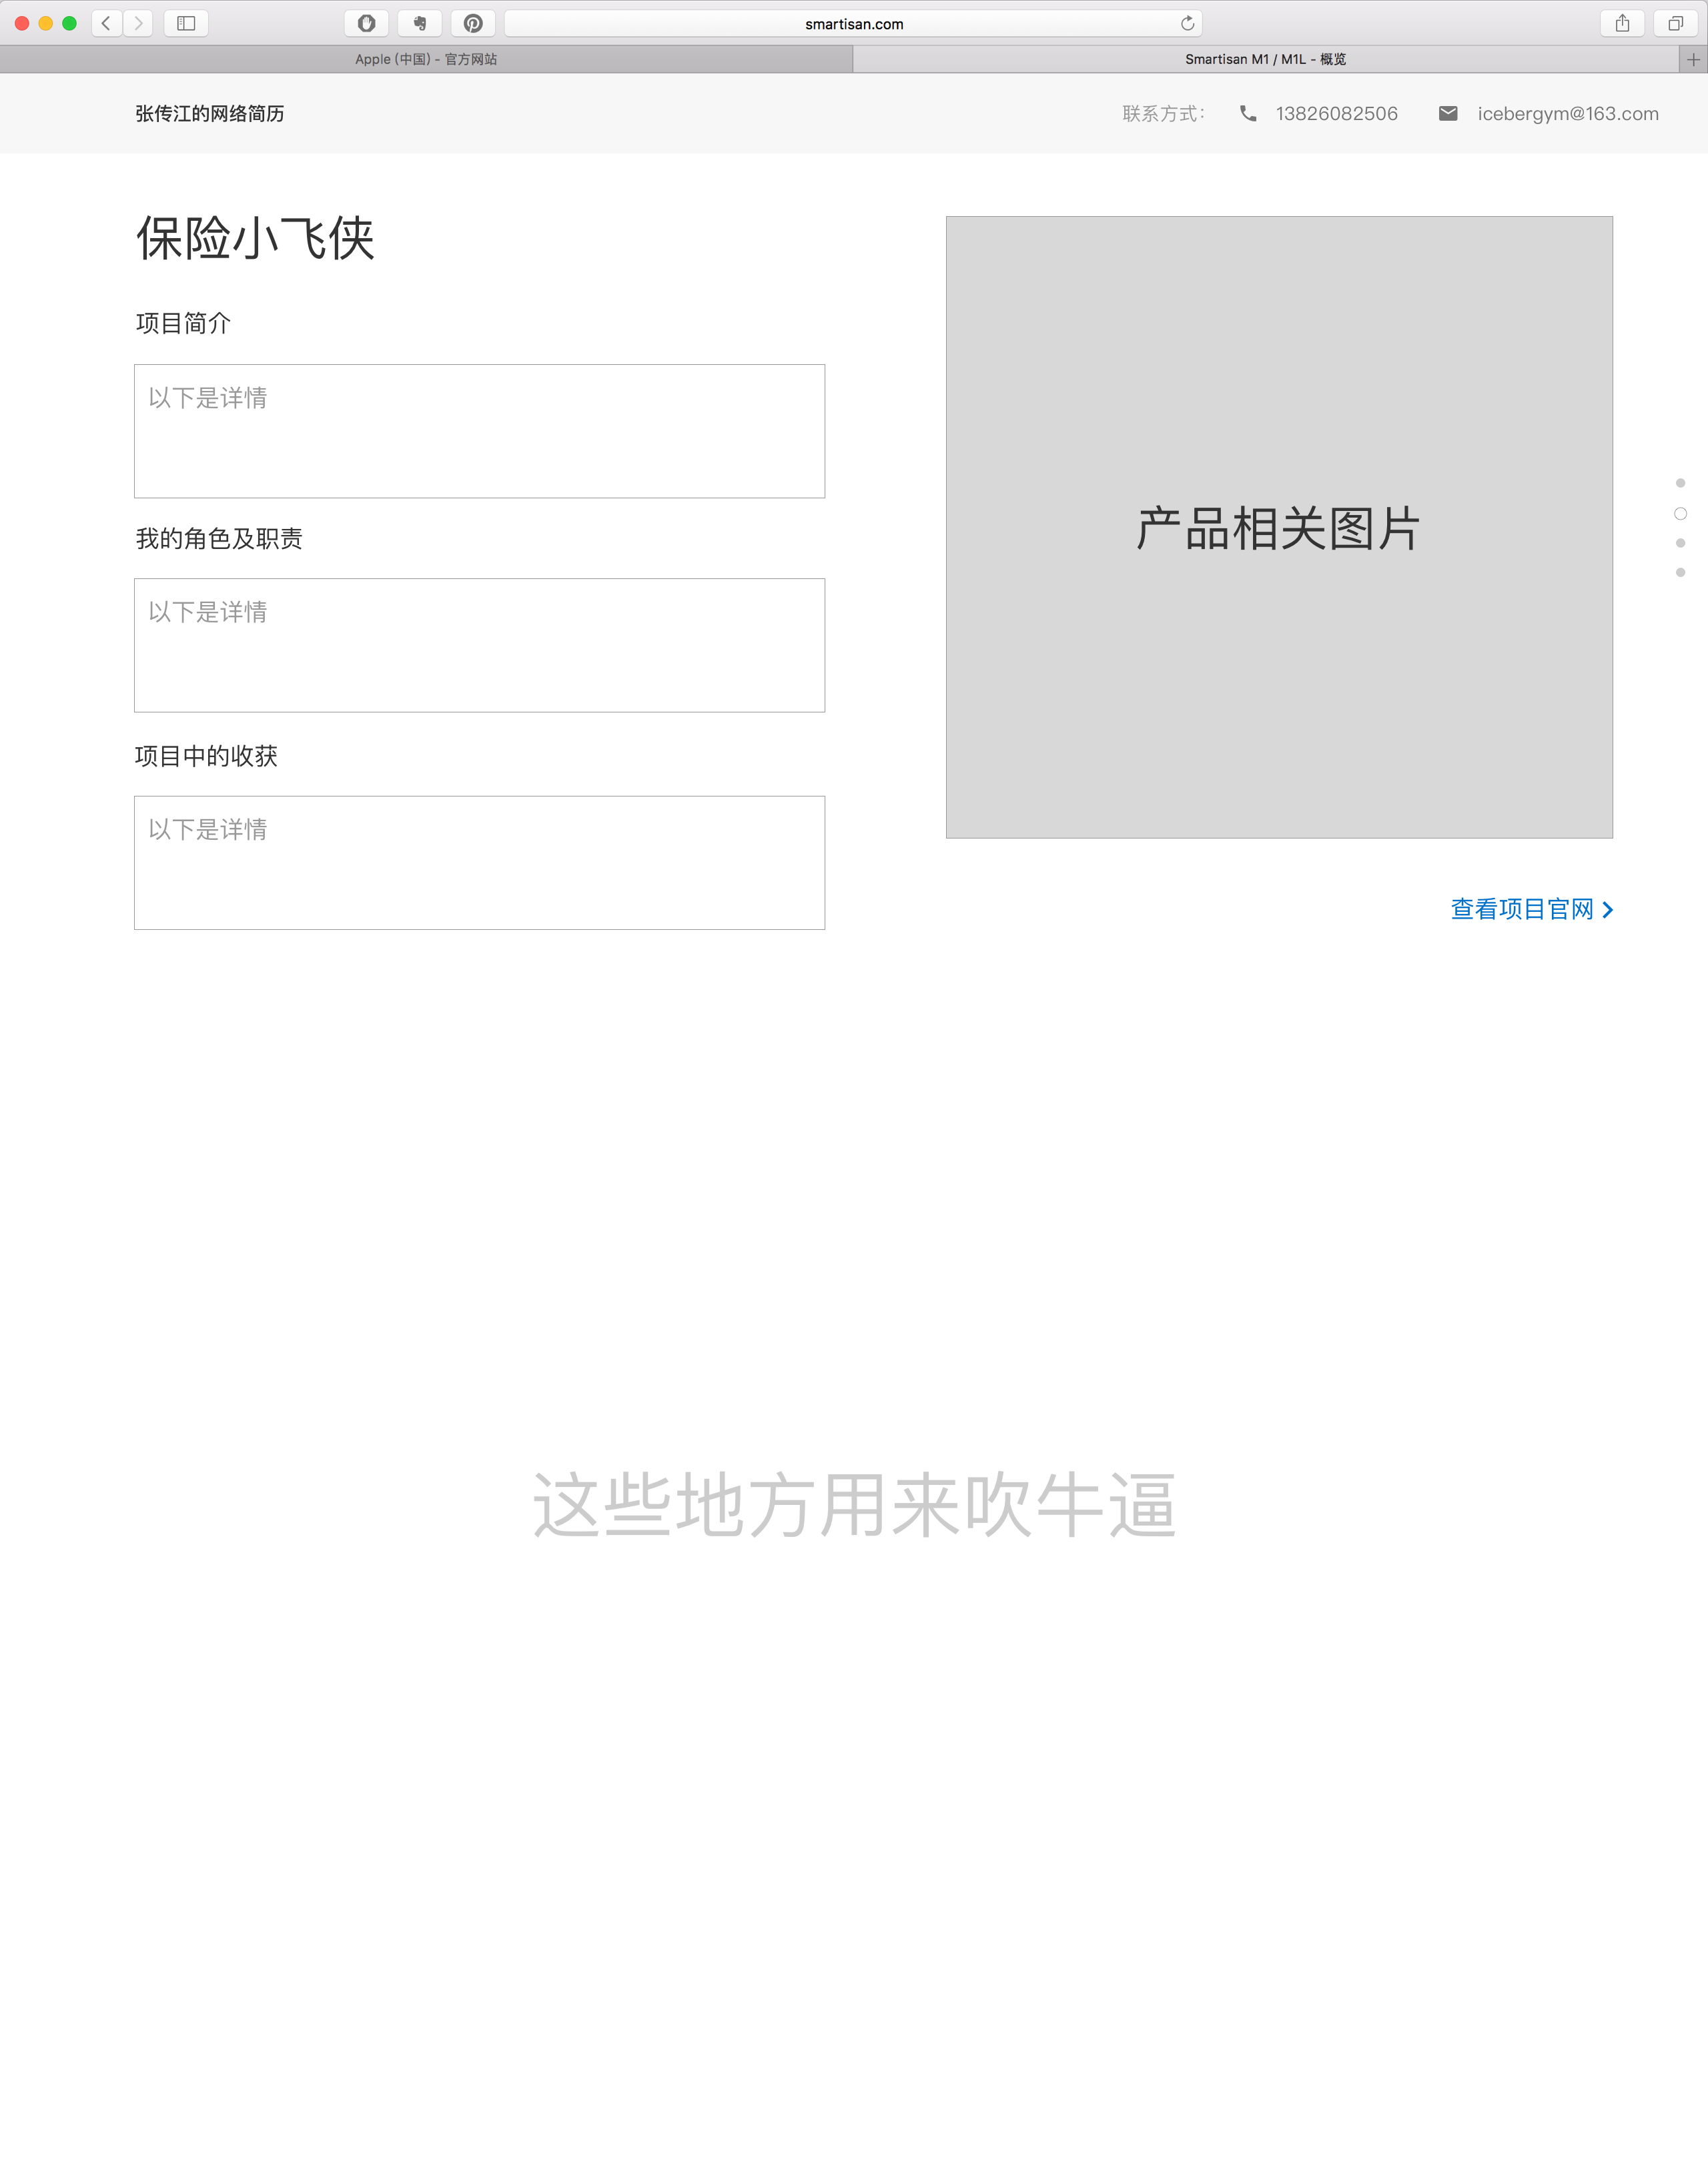 smartisan.com
Apple (中国) - 官方网站
Smartisan M1 / M1L - 概览
张传江的网络简历
联系方式：
13826082506
icebergym@163.com
保险小飞侠
项目简介
以下是详情
我的角色及职责
以下是详情
项目中的收获
以下是详情
产品相关图片
查看项目官网
这些地方用来吹牛逼